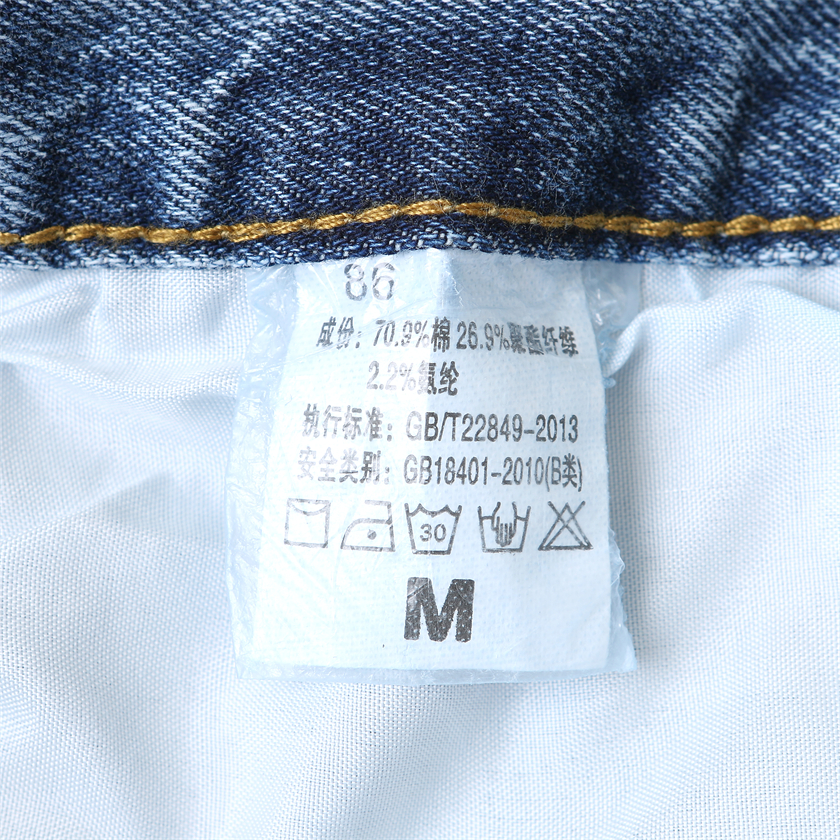 86
成份：70.9%棉 26.9%聚酯纤维
2.2%氨纶
执行标准：GB/T22849-2013
安全类别：GB18401-2010(B类)
30
M